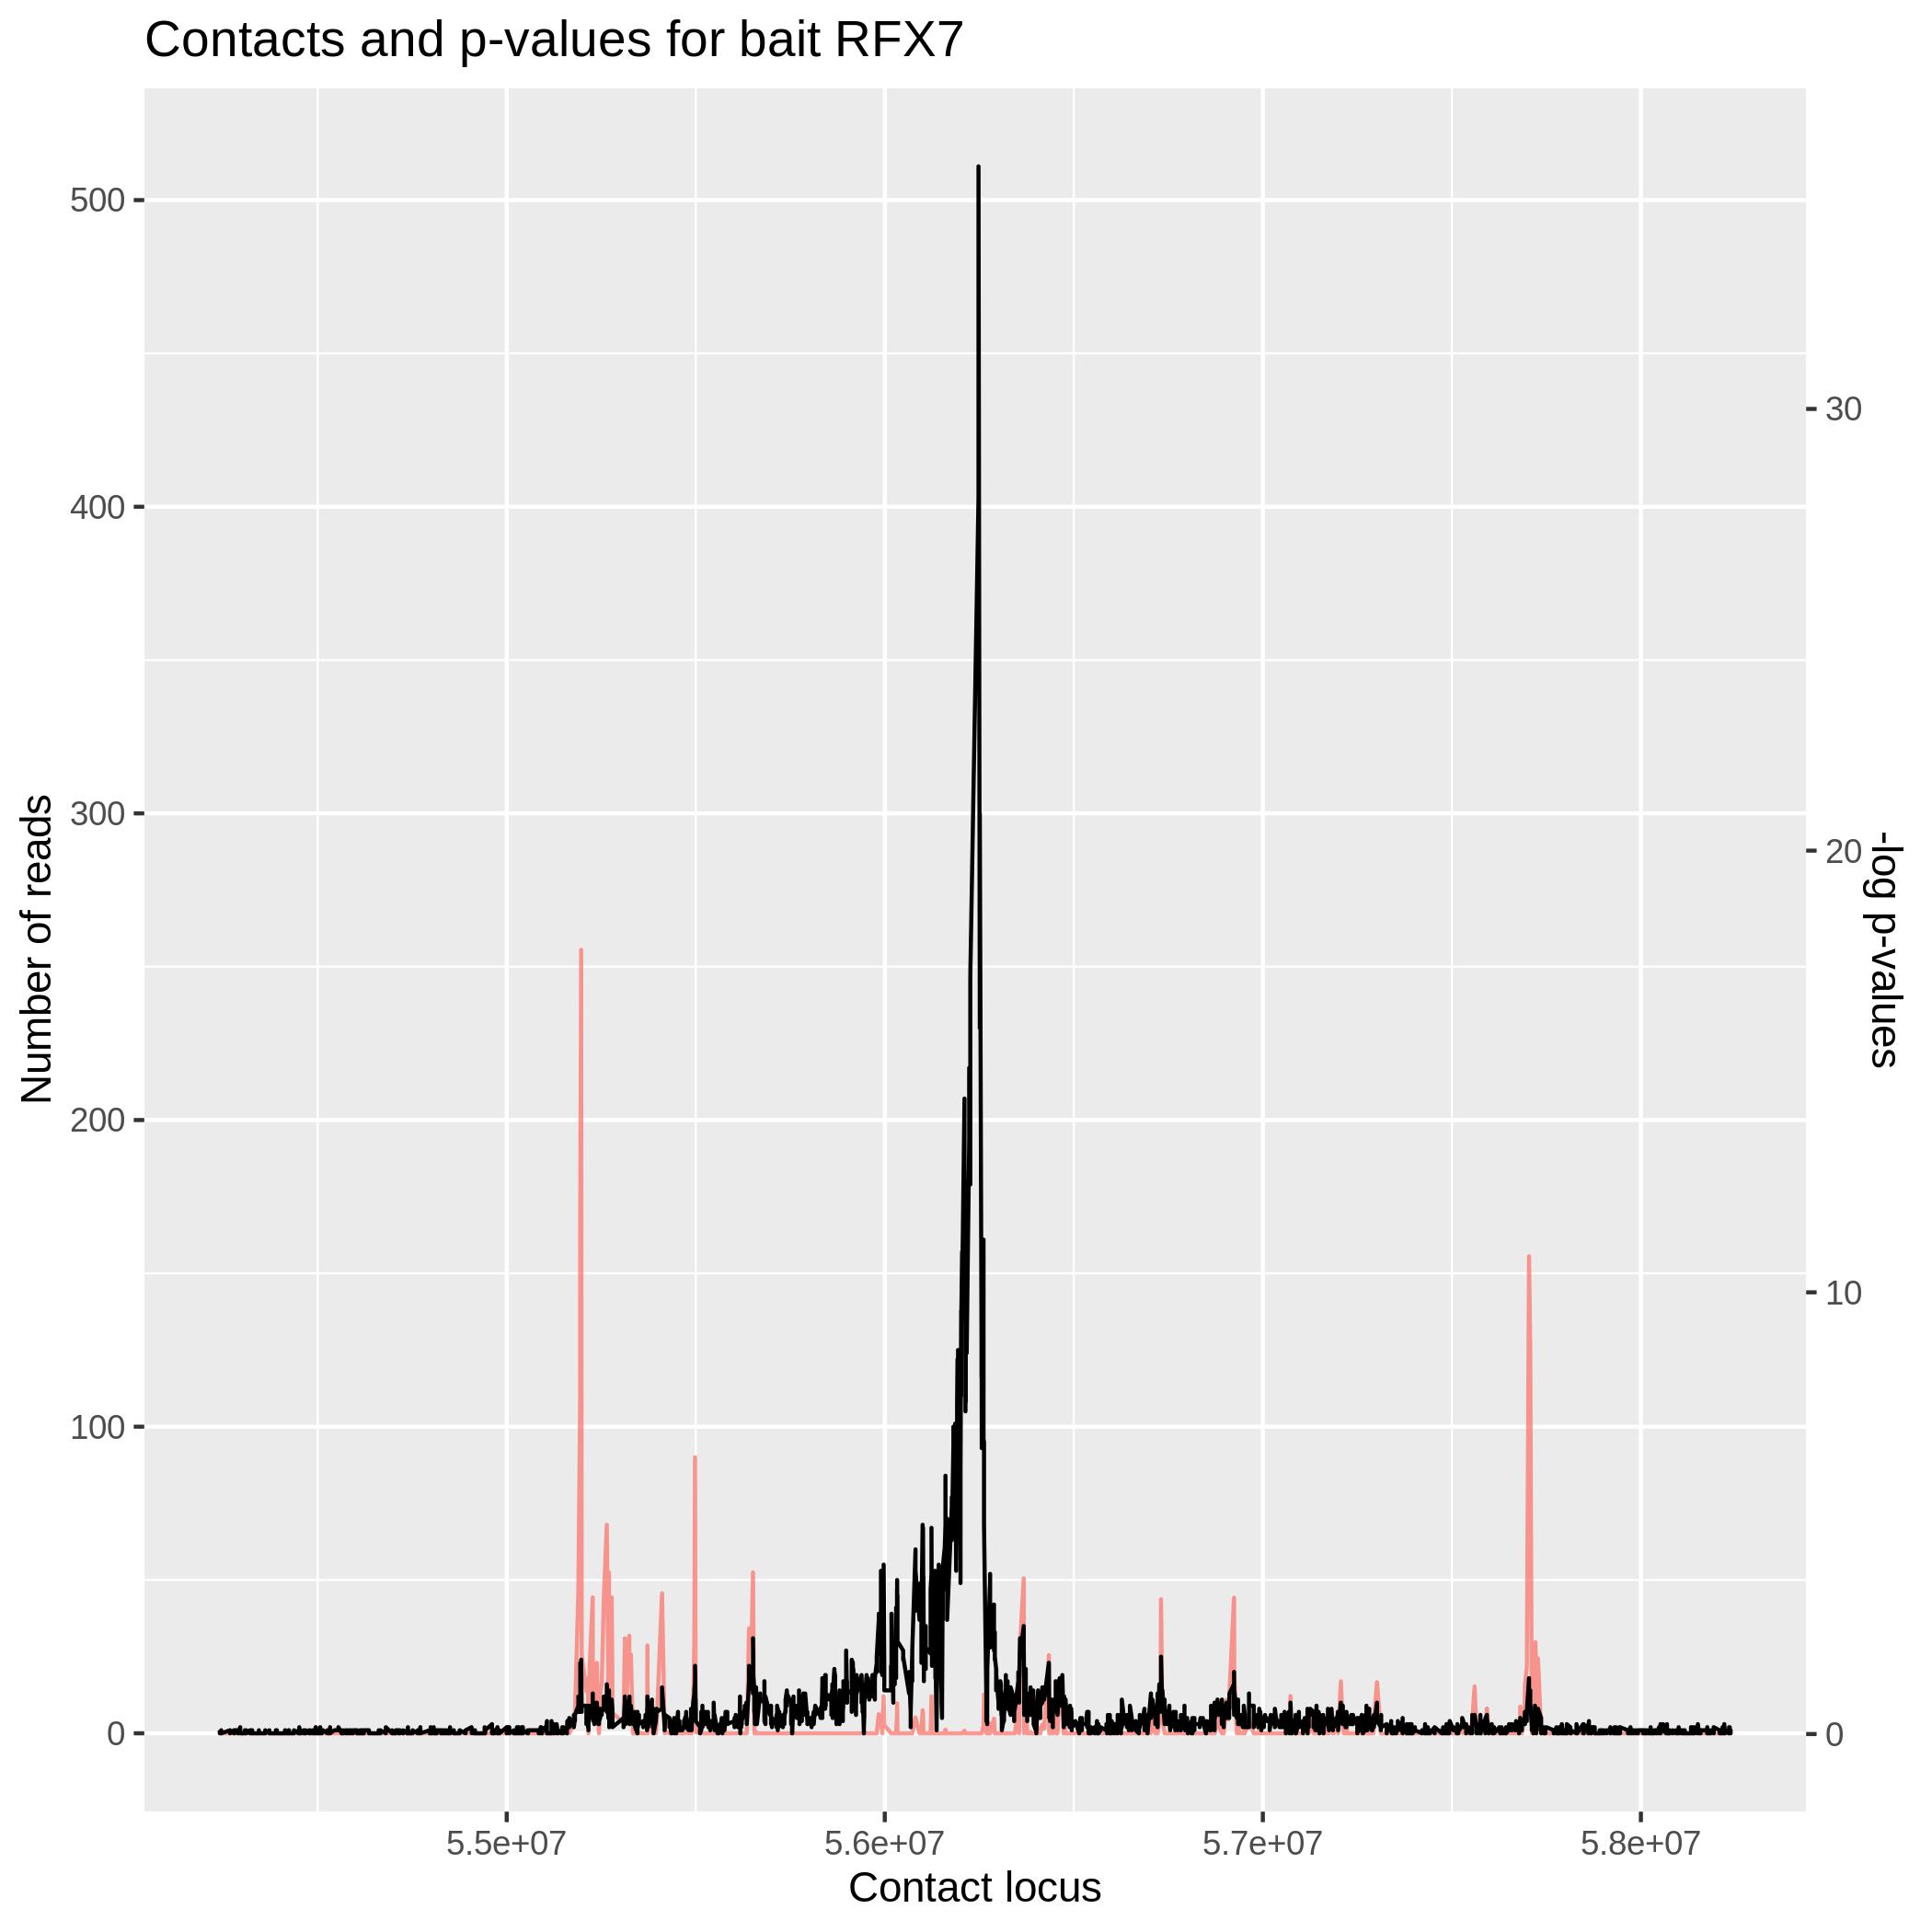 Contacts and p-values for bait RFX7
500
400
300
200
100
0
Number of reads
30
20
10
0
-log p-values
5.5e+07
5.6e+07
5.7e+07
5.8e+07
Contact locus